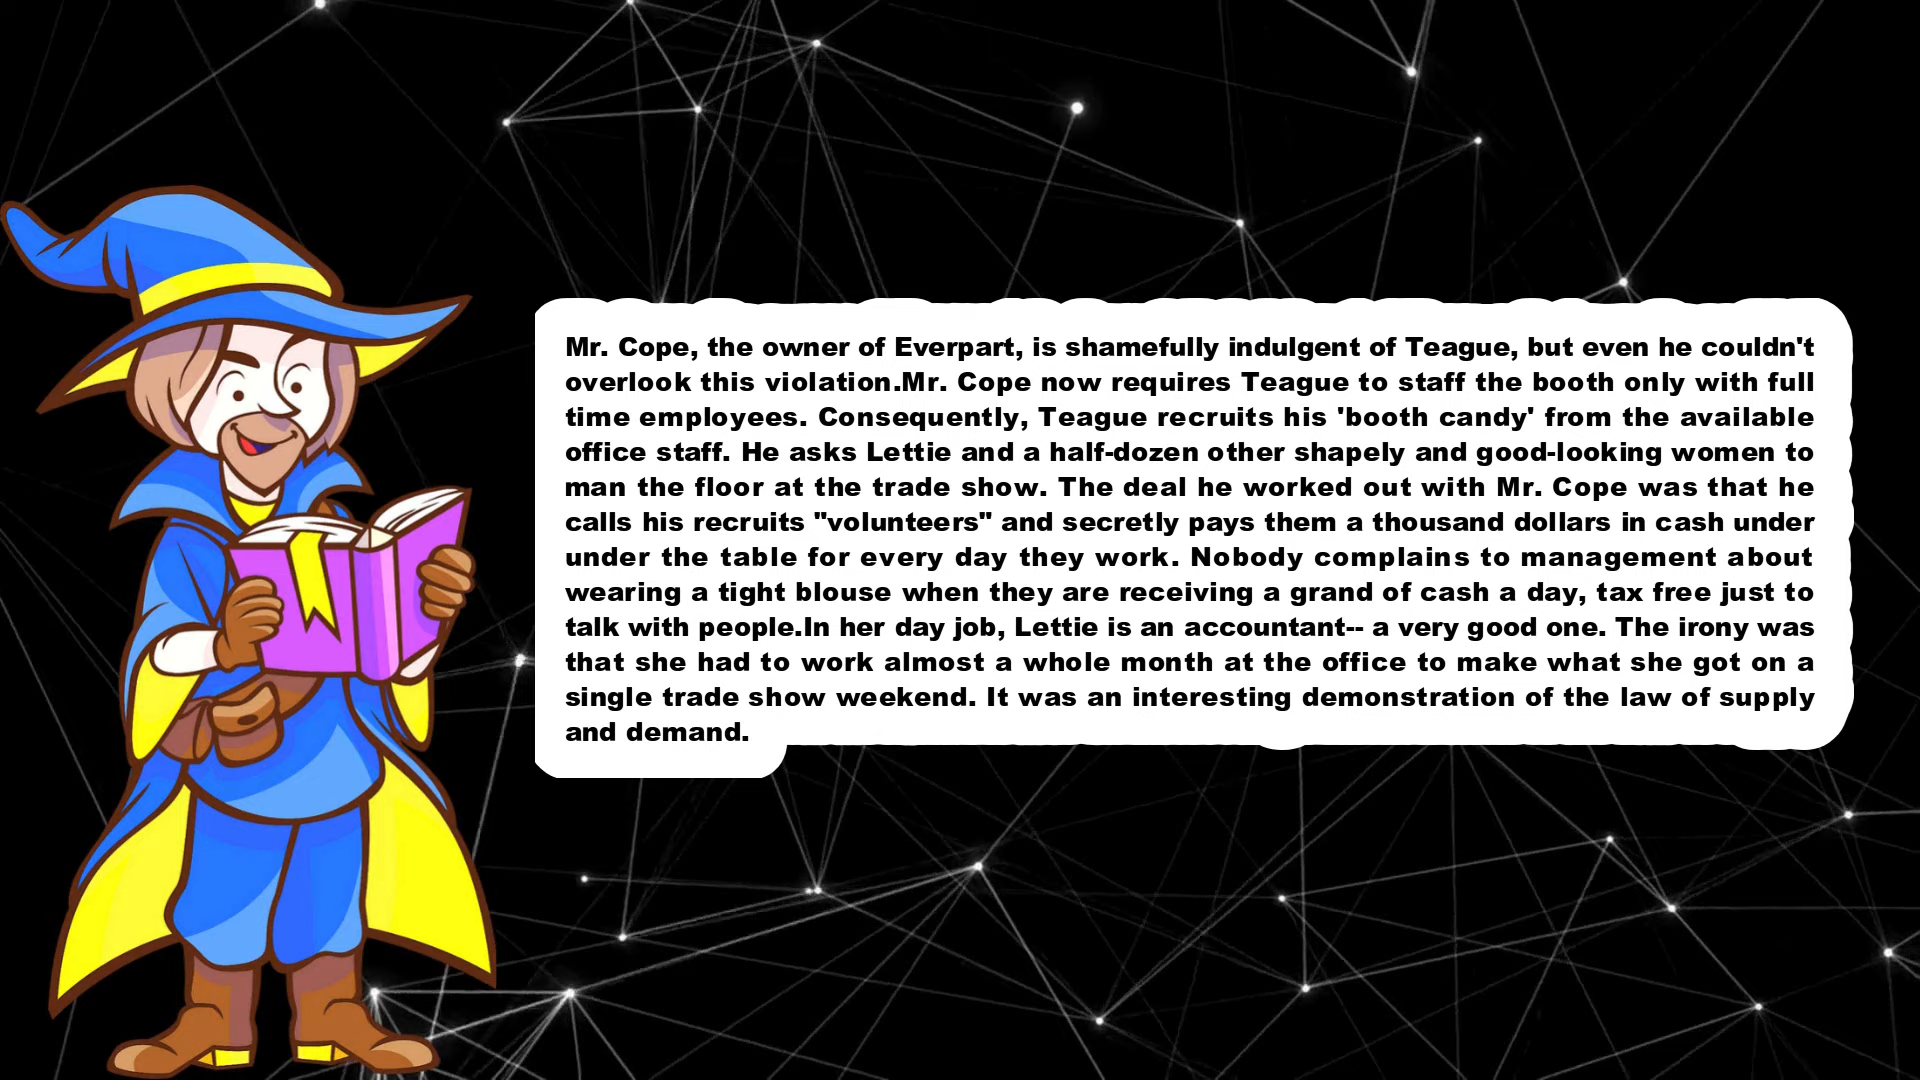 Mr. Cope, the owner of Everpart, is shamefully indulgent of Teague, but even he couldn't
overlook this violation.Mr. Cope now requires Teague to staff the booth only with full
time employees. Consequently, Teague recruits his 'booth candy' from the available
office staff. He asks Lettie and a half-dozen other shapely and good-looking women to
man the floor at the trade show. The deal he worked out with Mr. Cope was that he
calls his recruits "volunteers" and secretly pays them a thousand dollars in cash under
under the table for every day they work. Nobody complains to management about
wearing a tight blouse when they are receiving a grand of cash a day, tax free just to
talk with people.In her day job, Lettie is an accountant-- a very good one. The irony was
that she had to work almost a whole month at the office to make what she got on a
single trade show weekend. It was an interesting demonstration of the law of supply
and demand.